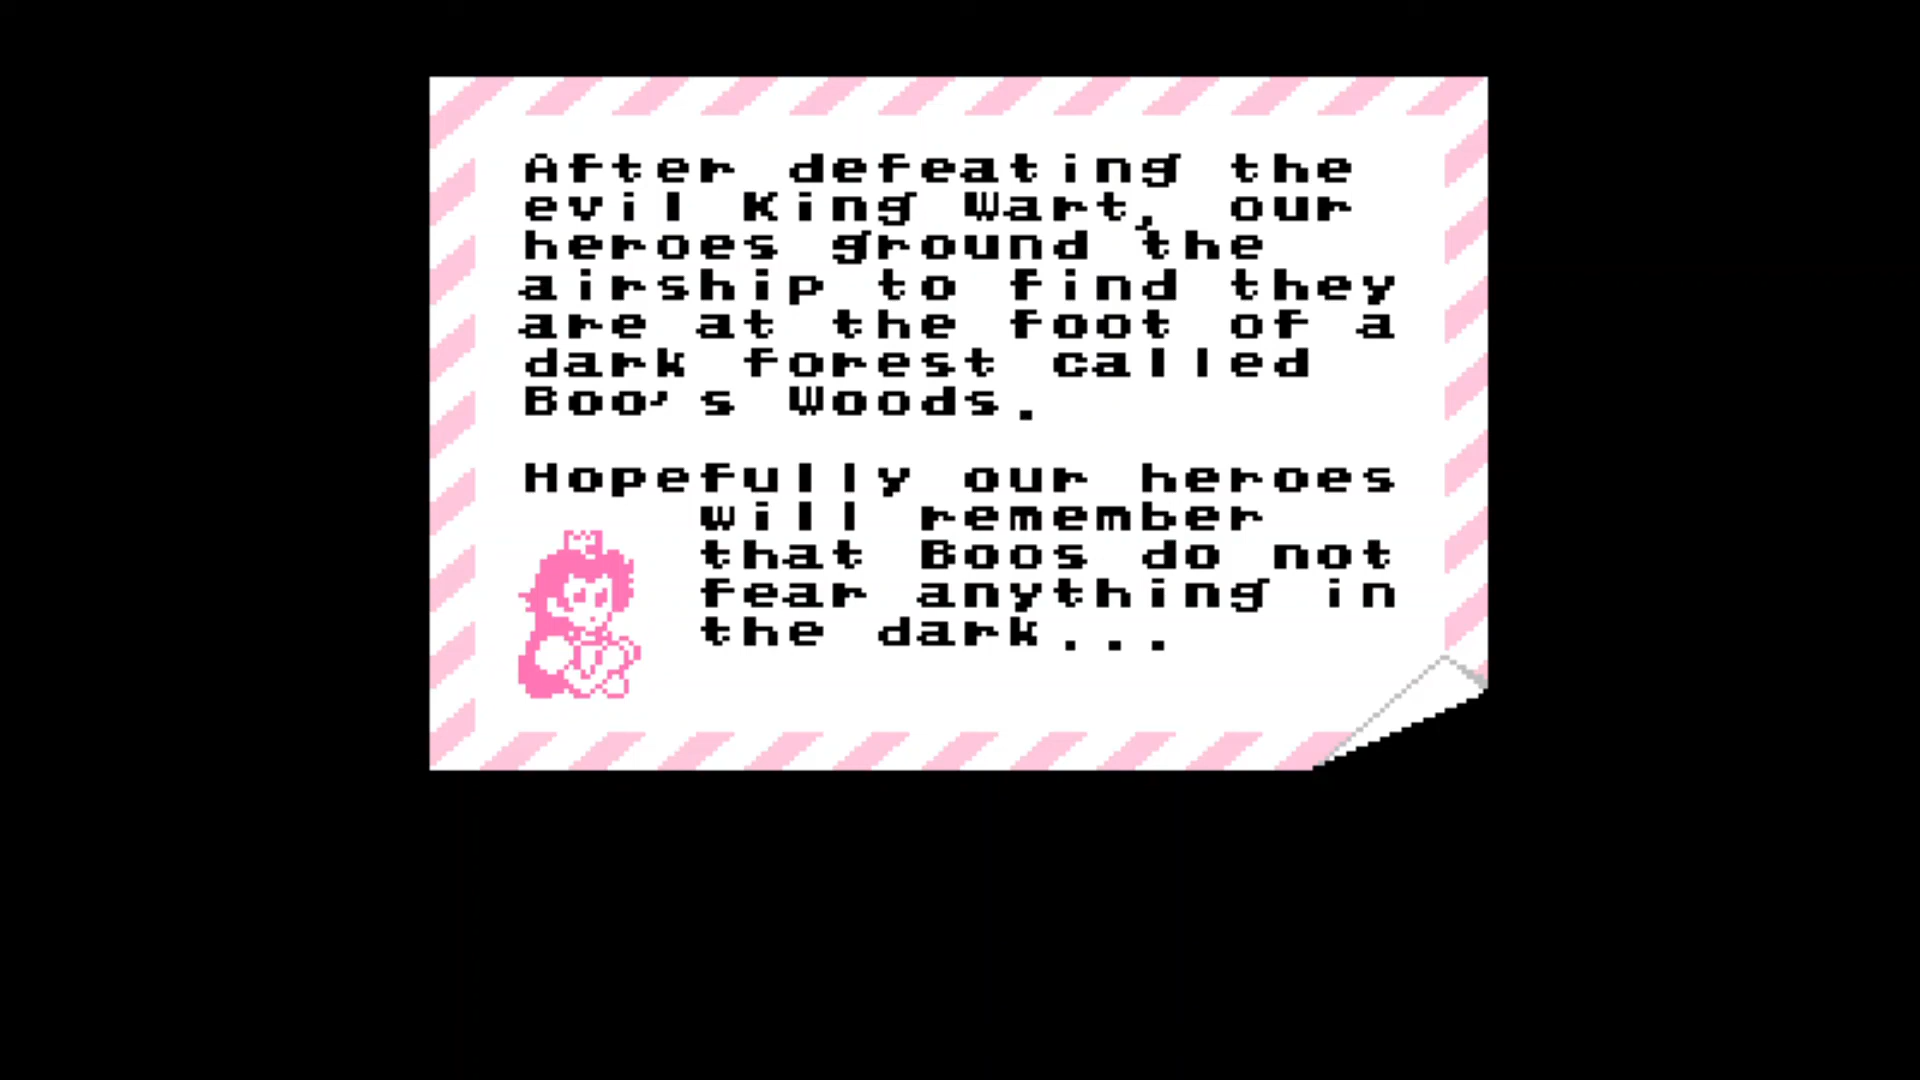 After defeating the
evil King Wart, our
heroes ground the
airship to find they
are at the foot of a
dark forest called
Boo's Woods.
Hopefully our heroes
will remember
that Boos do not
fear anything in
the dark...